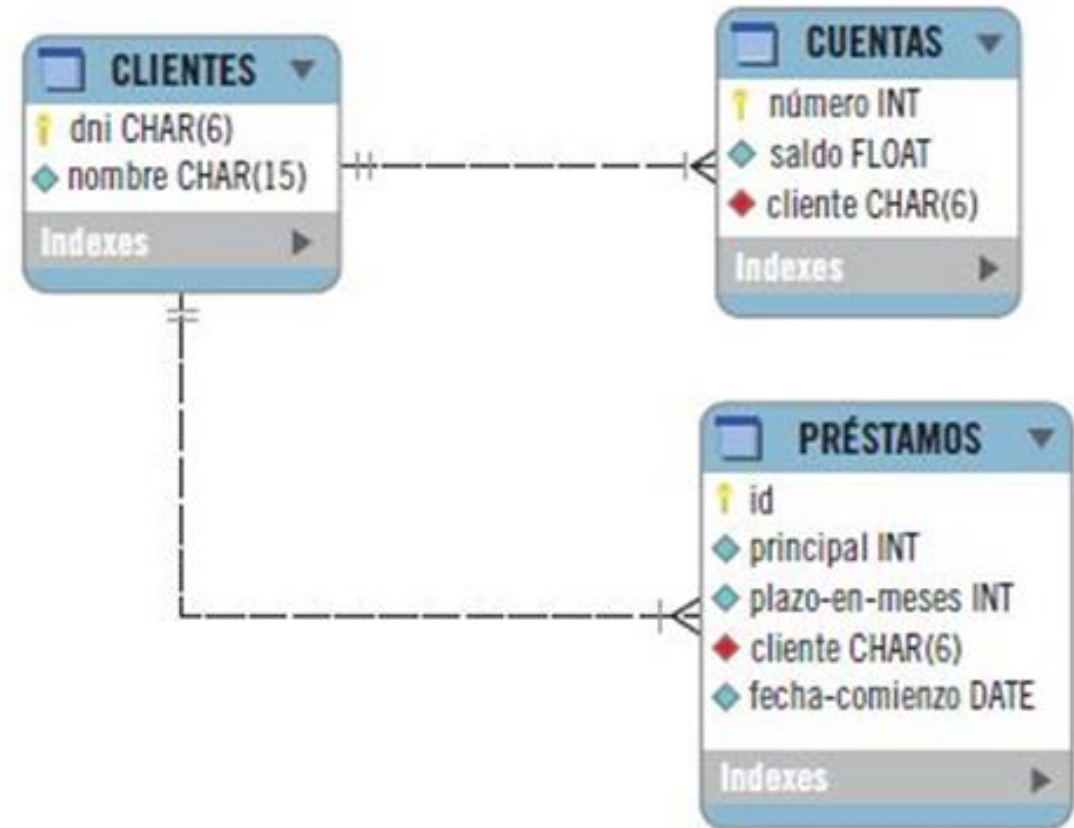 CLIENTES
dni CHAR(6)
nombre CHAR(15)
Indexes
CUENTAS
número INT
saldo FLOAT
cliente CHAR(6)
Indexes
PRÉSTAMOS
id
principal INT
plazo-en-meses INT
cliente CHAR(6)
fecha-comienzo DATE
Indexes